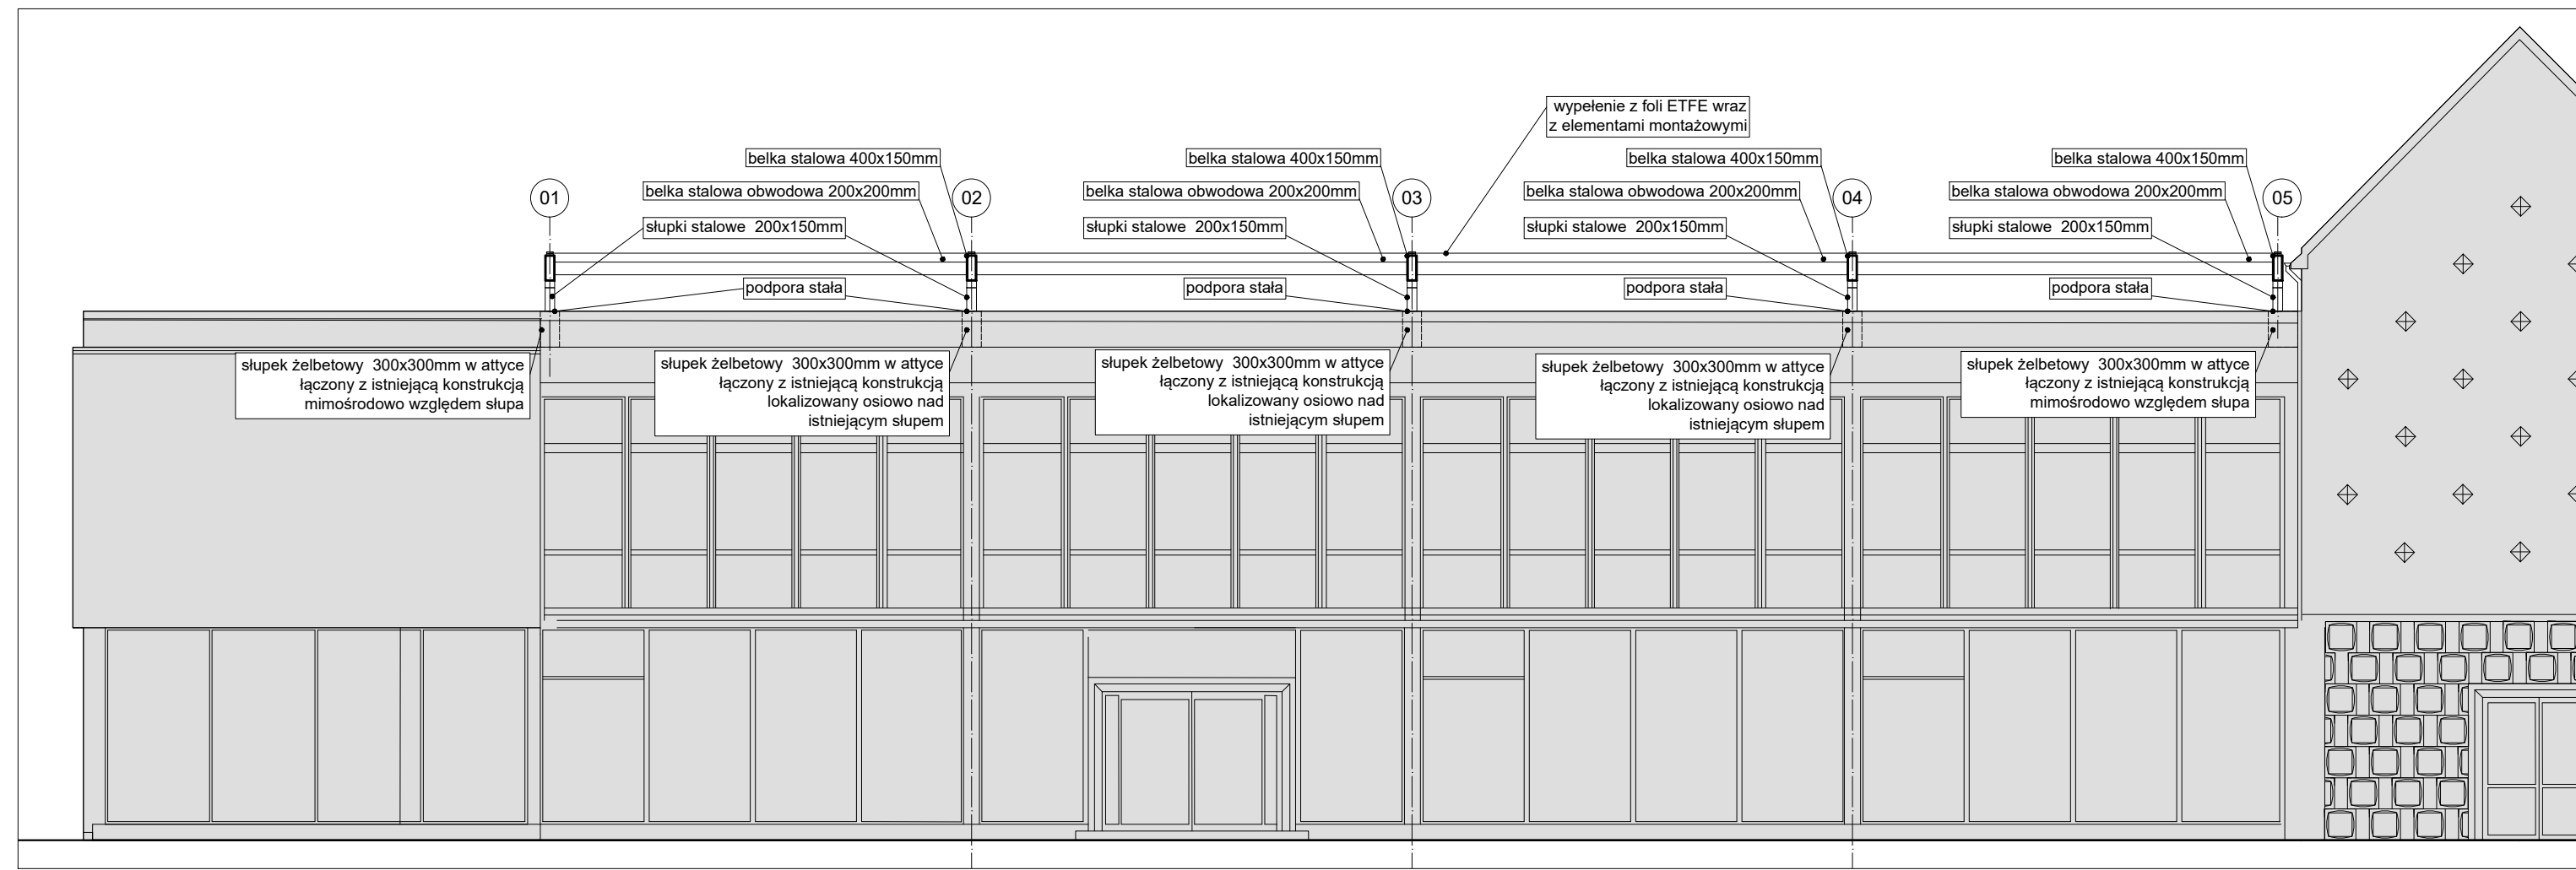 wypełenie z foli ETFE wraz
z elementami montażowymi
belka stalowa 400x150mm
belka stalowa 400x150mm
belka stalowa 400x150mm
belka stalowa 400x150mm
belka stalowa obwodowa 200x200mm
belka stalowa obwodowa 200x200mm
belka stalowa obwodowa 200x200mm
belka stalowa obwodowa 200x200mm
01
02
03
04
05
słupki stalowe 200x150mm
słupki stalowe 200x150mm
słupki stalowe 200x150mm
słupki stalowe 200x150mm
podpora stała
podpora stała
podpora stała
podpora stała
słupek żelbetowy 300x300mm w attyce
łączony z istniejącą konstrukcją
mimośrodowo względem słupa
słupek żelbetowy 300x300mm w attyce
łączony z istniejącą konstrukcją
lokalizowany osiowo nad
istniejącym słupem
słupek żelbetowy 300x300mm w attyce
łączony z istniejącą konstrukcją
lokalizowany osiowo nad
istniejącym słupem
słupek żelbetowy 300x300mm w attyce
łączony z istniejącą konstrukcją
lokalizowany osiowo nad
istniejącym słupem
słupek żelbetowy 300x300mm w attyce
łączony z istniejącą konstrukcją
mimośrodowo względem słupa